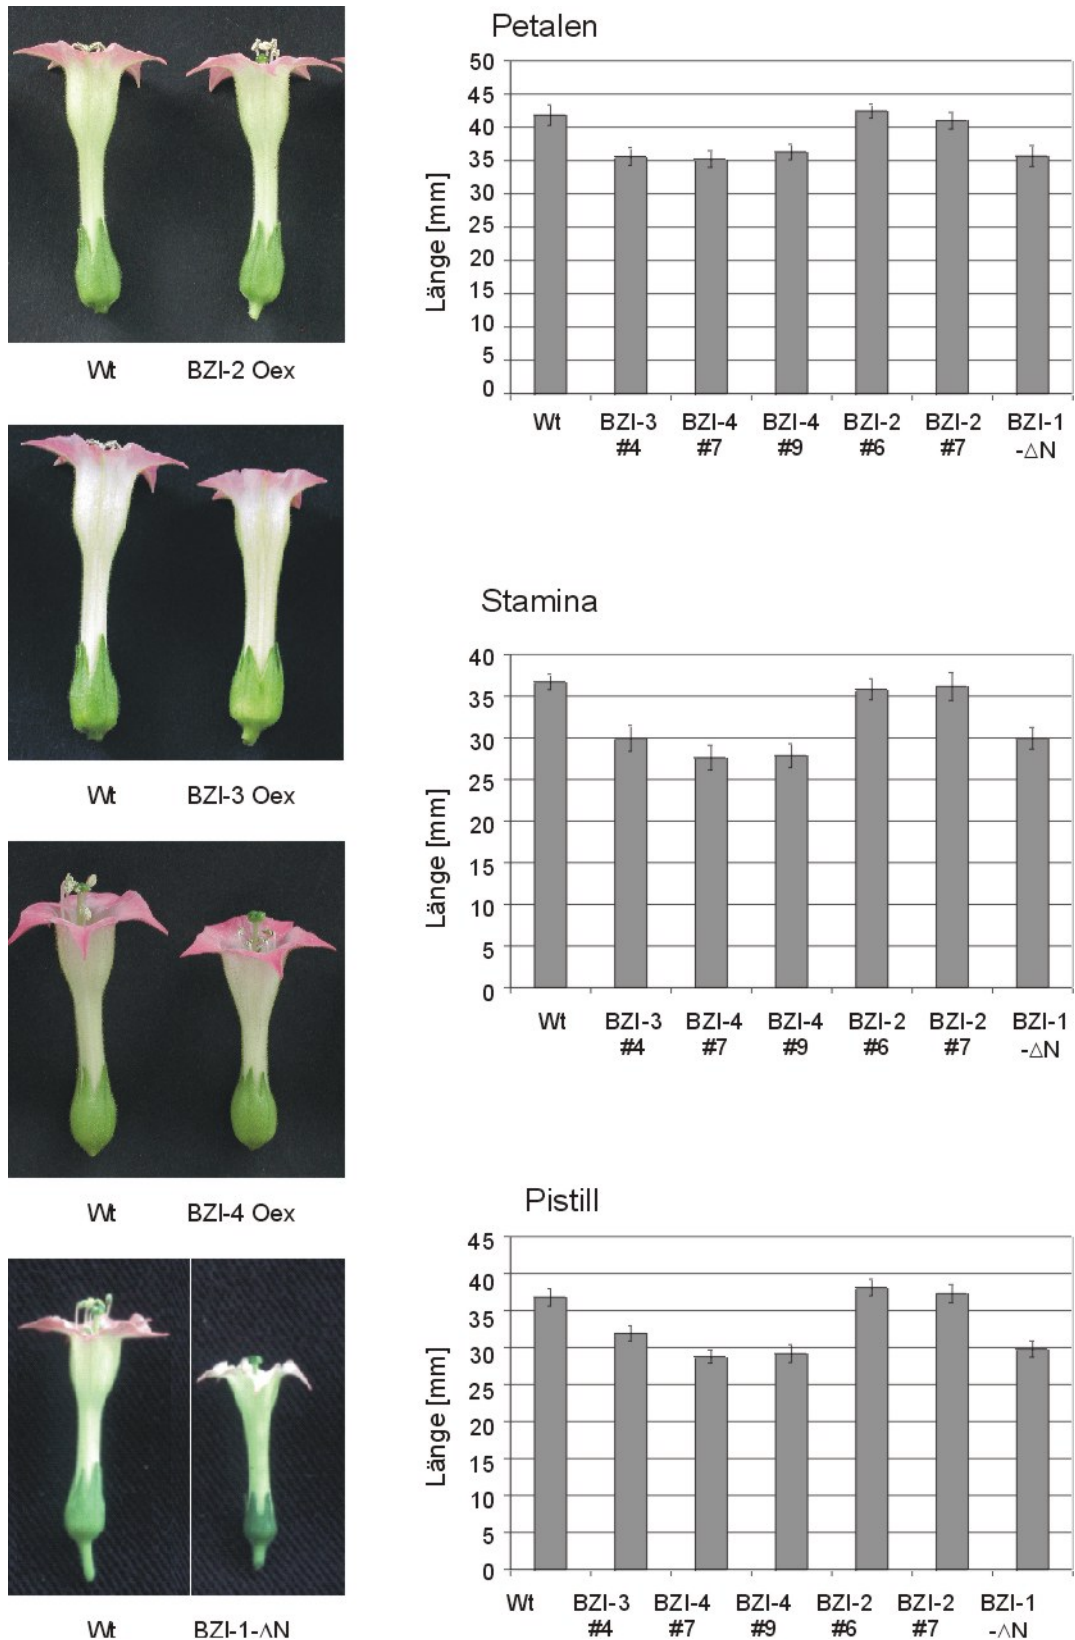 Wt BZI-2 Oex
Wt BZI-3 Oex
Wt BZI-4 Oex
Wt BZI-1-ΔN
Petalen
Länge [mm]
50
45
40
35
30
25
20
15
10
5
0
Wt BZI-3 BZI-4 BZI-4 BZI-2 BZI-2 BZI-1
#4 #7 #9 #6 #7 -ΔN
Stamina
Länge [mm]
40
35
30
25
20
15
10
5
0
Wt BZI-3 BZI-4 BZI-4 BZI-2 BZI-2 BZI-1
#4 #7 #9 #6 #7 -ΔN
Pistill
Länge [mm]
45
40
35
30
25
20
15
10
5
0
Wt BZI-3 BZI-4 BZI-4 BZI-2 BZI-2 BZI-1
#4 #7 #9 #6 #7 -ΔN